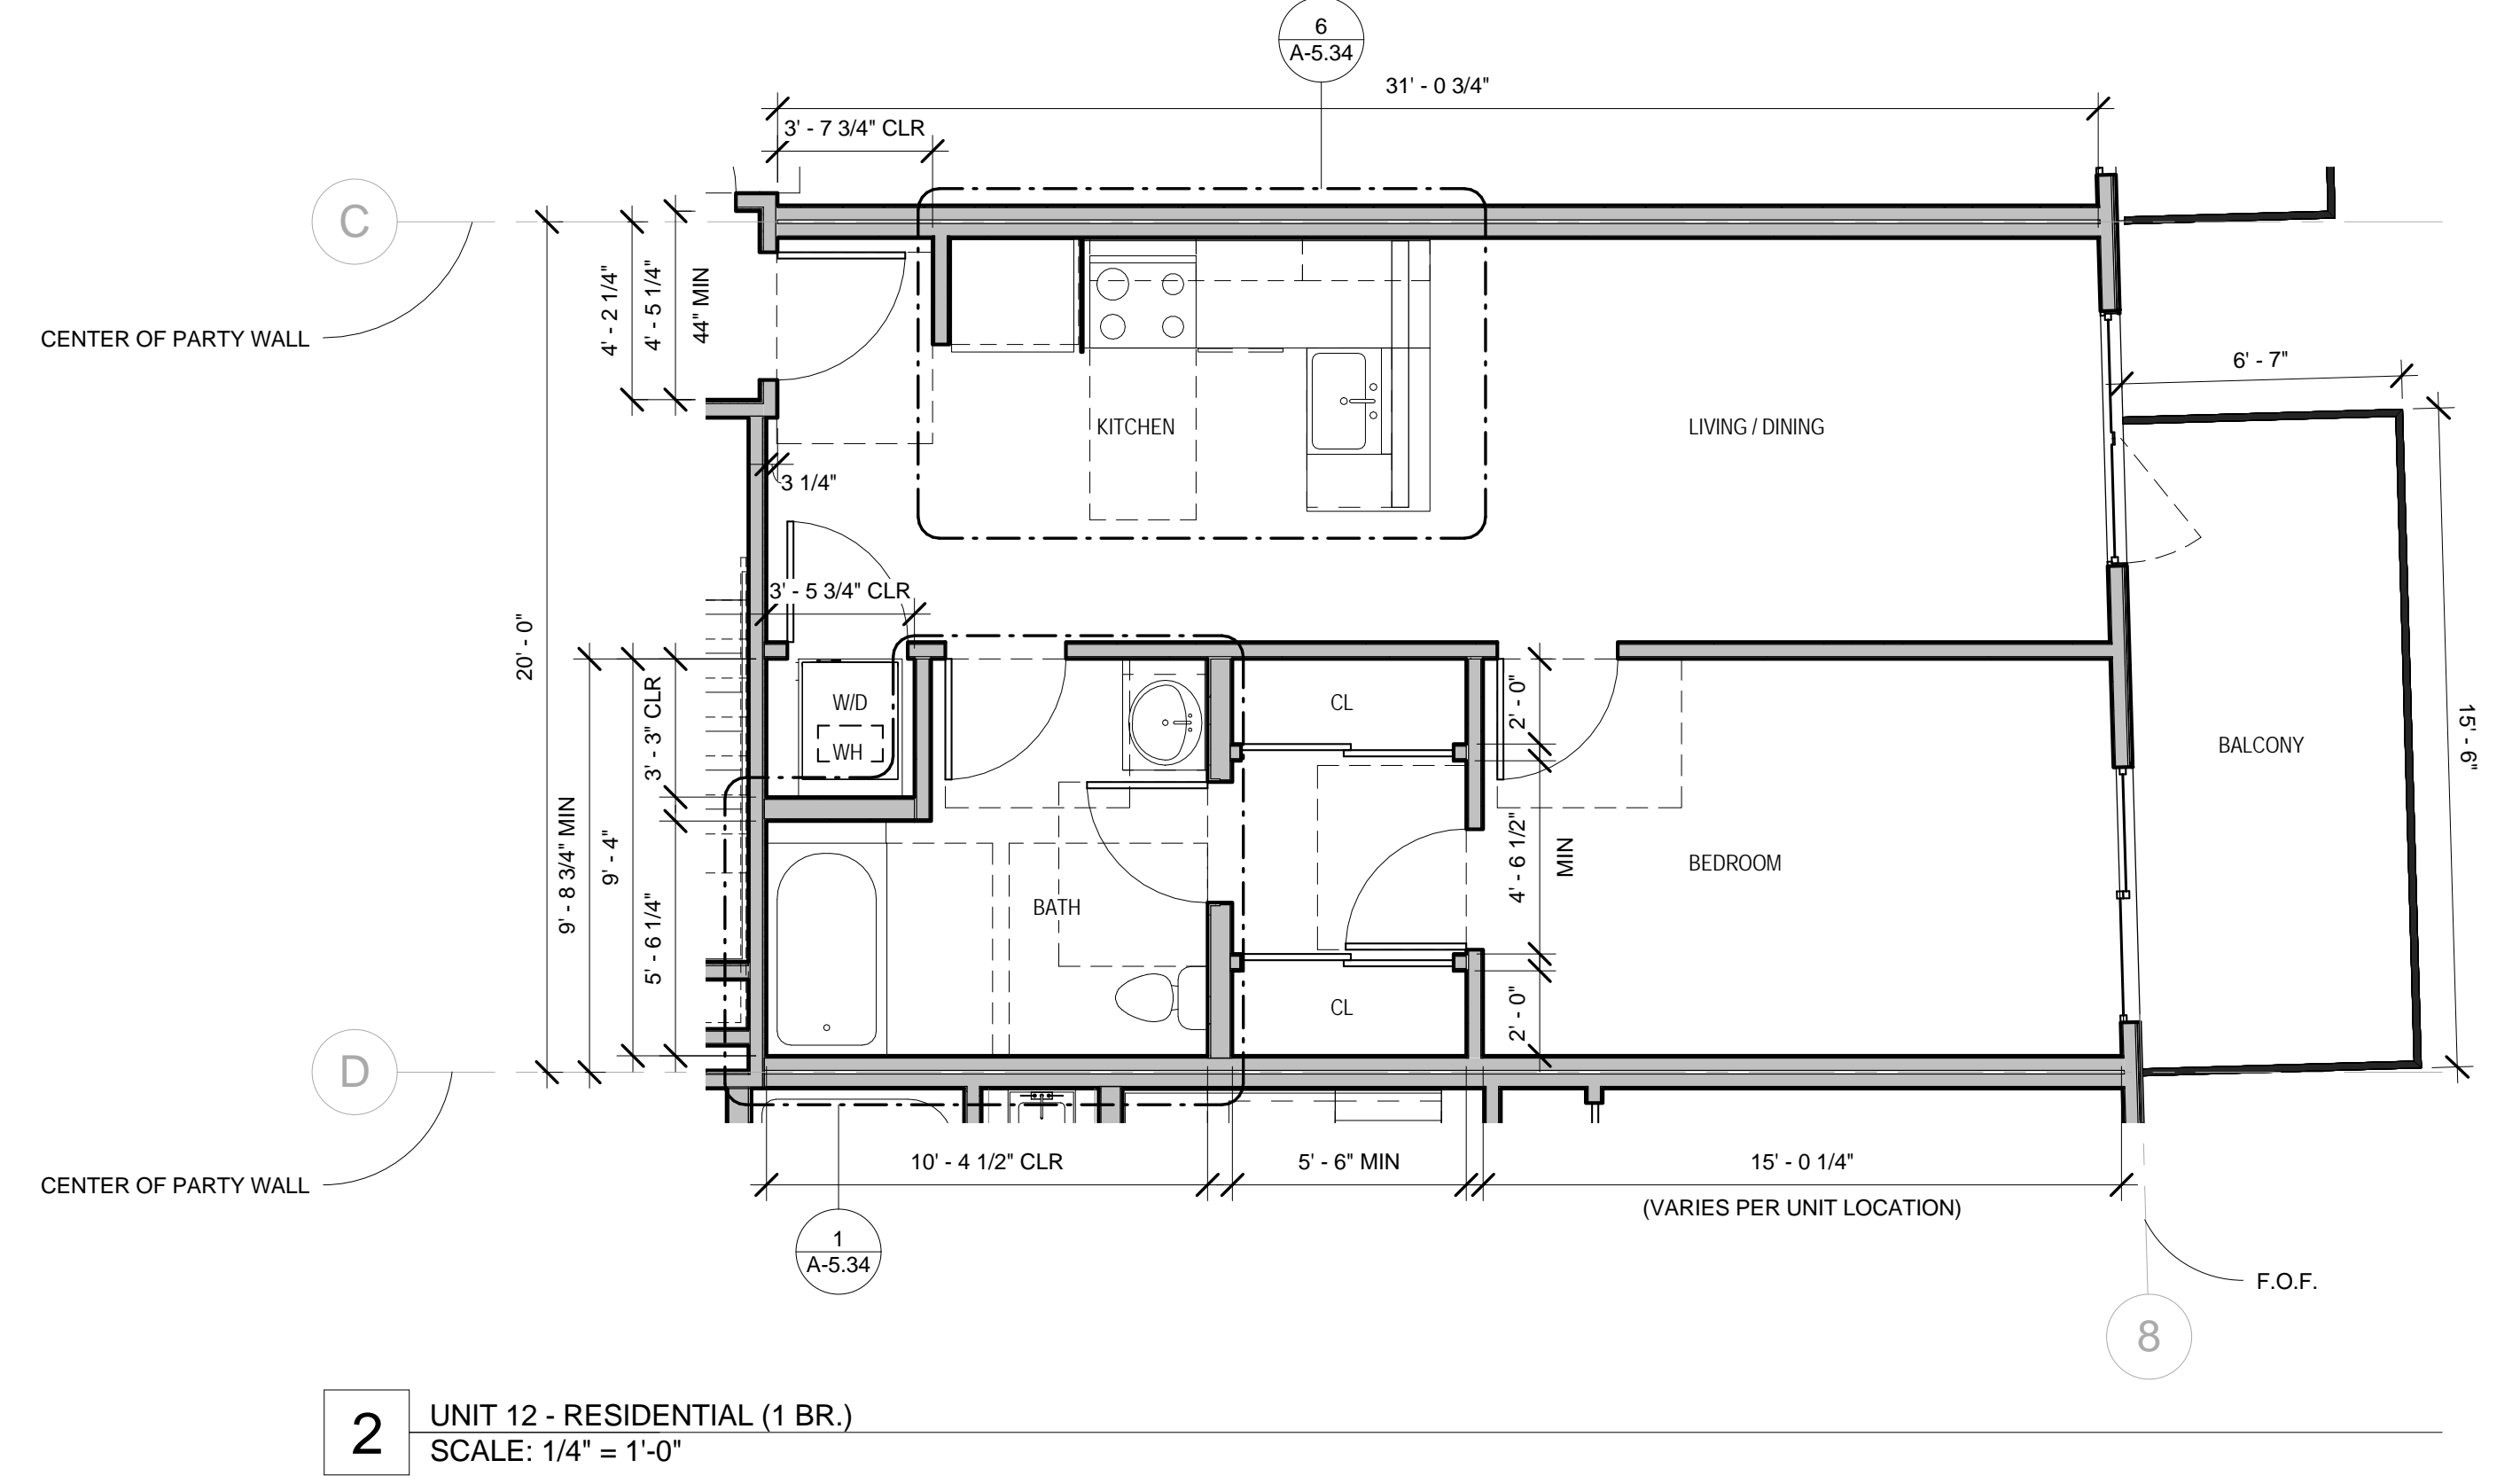 6
A-5.34
31' - 0 3/4"
3' - 7 3/4" CLR
C
CENTER OF PARTY WALL
4' - 2 1/4"
4' - 5 1/4"
44" MIN
KITCHEN
LIVING / DINING
6' - 7"
3 1/4"
3' - 5 3/4" CLR
20' - 0"
9' - 8 3/4" MIN
9' - 4"
3' - 3" CLR
5' - 6 1/4"
W/D
WH
CL
2' - 0"
BALCONY
15' - 6"
4' - 6 1/2"
MIN
BEDROOM
BATH
CL
2' - 0"
D
CENTER OF PARTY WALL
10' - 4 1/2" CLR
5' - 6" MIN
15' - 0 1/4"
(VARIES PER UNIT LOCATION)
1
A-5.34
F.O.F.
8
2
UNIT 12 - RESIDENTIAL (1 BR.)
SCALE: 1/4" = 1'-0"